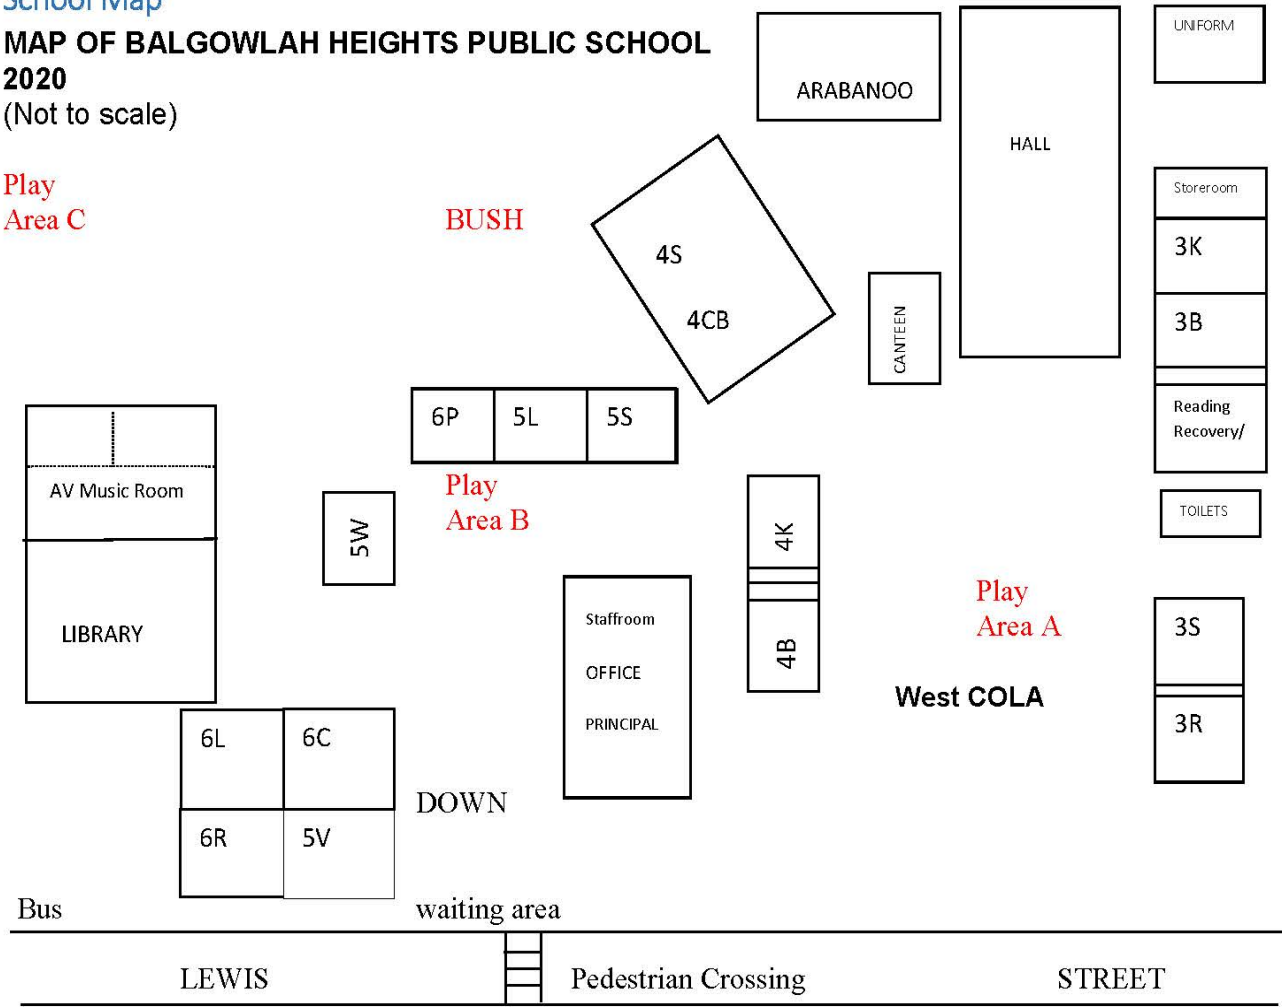 School Map
MAP OF BALGOWLAH HEIGHTS PUBLIC SCHOOL
2020
(Not to scale)
UNIFORM
ARABANOO
HALL
Play
Area C
BUSH
Storeroom
3K
4S
4CB
3B
CANTEEN
6P
5L
5S
Reading
Recovery/
AV Music Room
Play
Area B
5W
4K
TOILETS
LIBRARY
Staffroom
OFFICE
PRINCIPAL
4B
Play
Area A
West COLA
3S
3R
6L
6C
6R
5V
DOWN
Bus
waiting area
LEWIS
Pedestrian Crossing
STREET